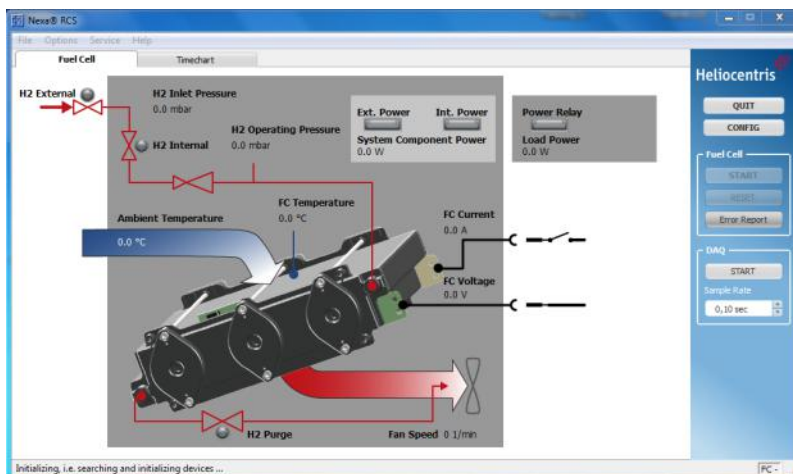 Nexa® RCS
File Options Service Help
Fuel Cell Timechart
H2 External
H2 Inlet Pressure
0.0 mbar
H2 Internal
H2 Operating Pressure
0.0 mbar
Ext. Power Int. Power
System Component Power
0.0 W
Power Relay
Load Power
0.0 W
Ambient Temperature
0.0 °C
FC Temperature
0.0 °C
FC Current
0.0 A
FC Voltage
0.0 V
H2 Purge
Fan Speed 0 1/min
Heliocentris
QUIT
CONFIG
Fuel Cell
START
RESET
Error Report
DAQ
START
Sample Rate
0,10 sec
Initializing, i.e. searching and initializing devices ...
FC -